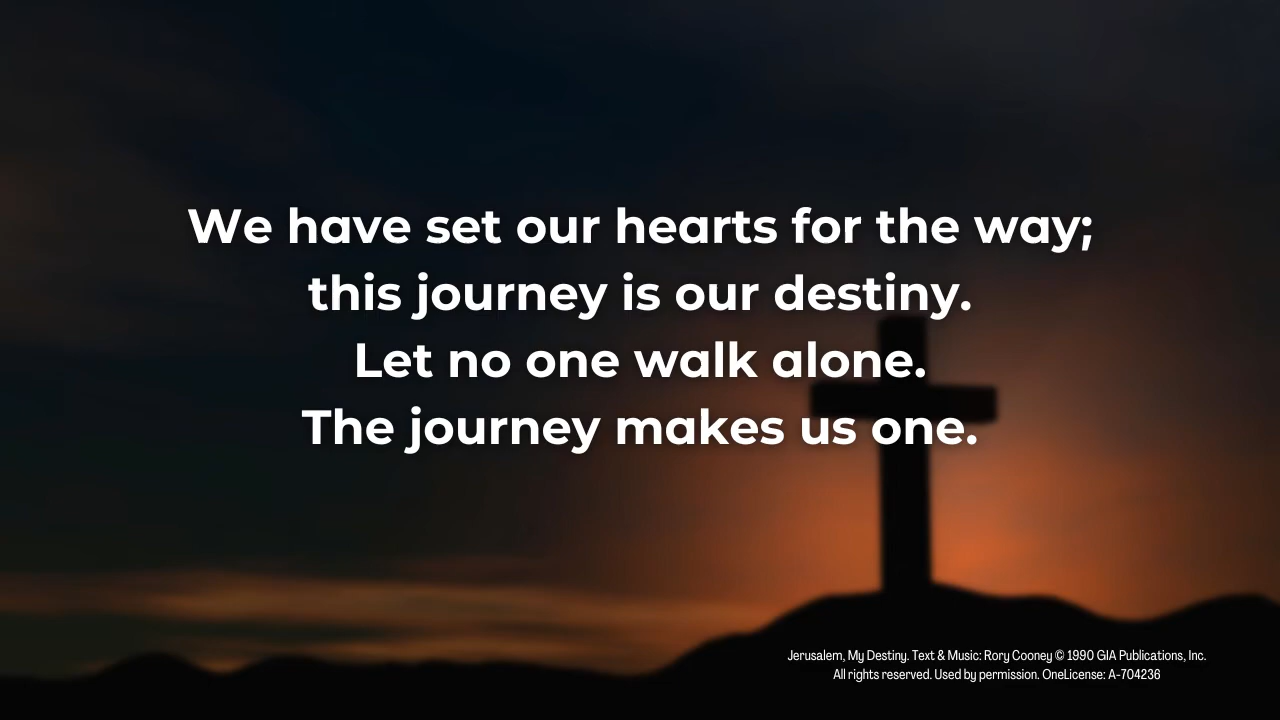 We have set our hearts for the way;
this journey is our destiny.
Let no one walk alone.
The journey makes us one.
Jerusalem, My Destiny. Text & Music: Rory Cooney © 1990 GIA Publications, Inc.
All rights reserved. Used by permission. OneLicense: A-704236